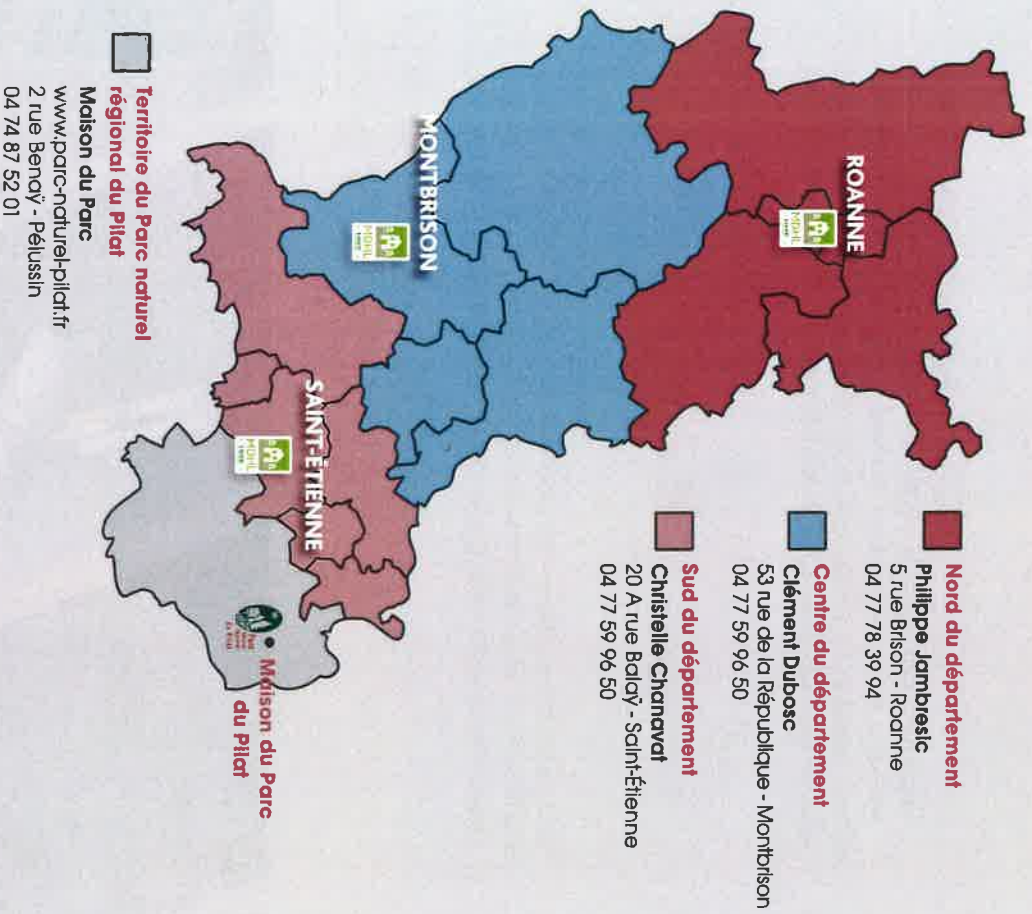 Nord du département
Philippe Jambresic
5 rue Brison - Roanne
04 77 78 39 94
Centre du département
Clément Dubosc
53 rue de la République - Montbrison
04 77 59 96 50
Sud du département
Christelle Chanavat
20 A rue Balaÿ - Saint-Étienne
04 77 59 96 50
ROANNE
MDHL
MONTBRISON
MDHL
SAINT-ÉTIENNE
MDHL
Maison du Parc
du Pilat
Territoire du Parc naturel
régional du Pilat
Maison du Parc
www.parc-naturel-pilat.fr
2 rue Benaÿ - Pélussin
04 74 87 52 01